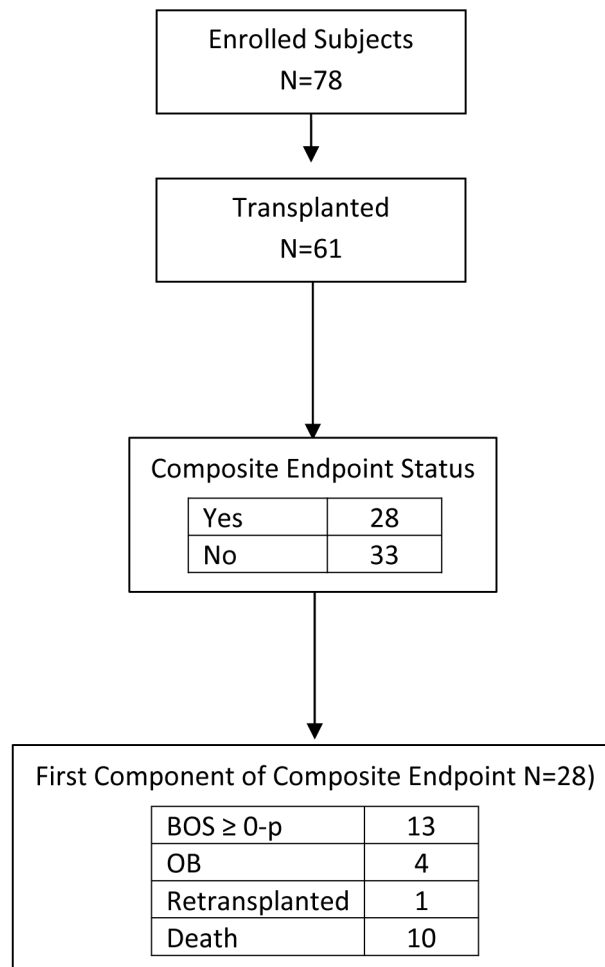 Enrolled Subjects
N=78
Transplanted
N=61
Composite Endpoint Status
Yes 28
No 33
First Component of Composite Endpoint N=28)
BOS ≥ 0-p 13
OB 4
Retransplanted 1
Death 10